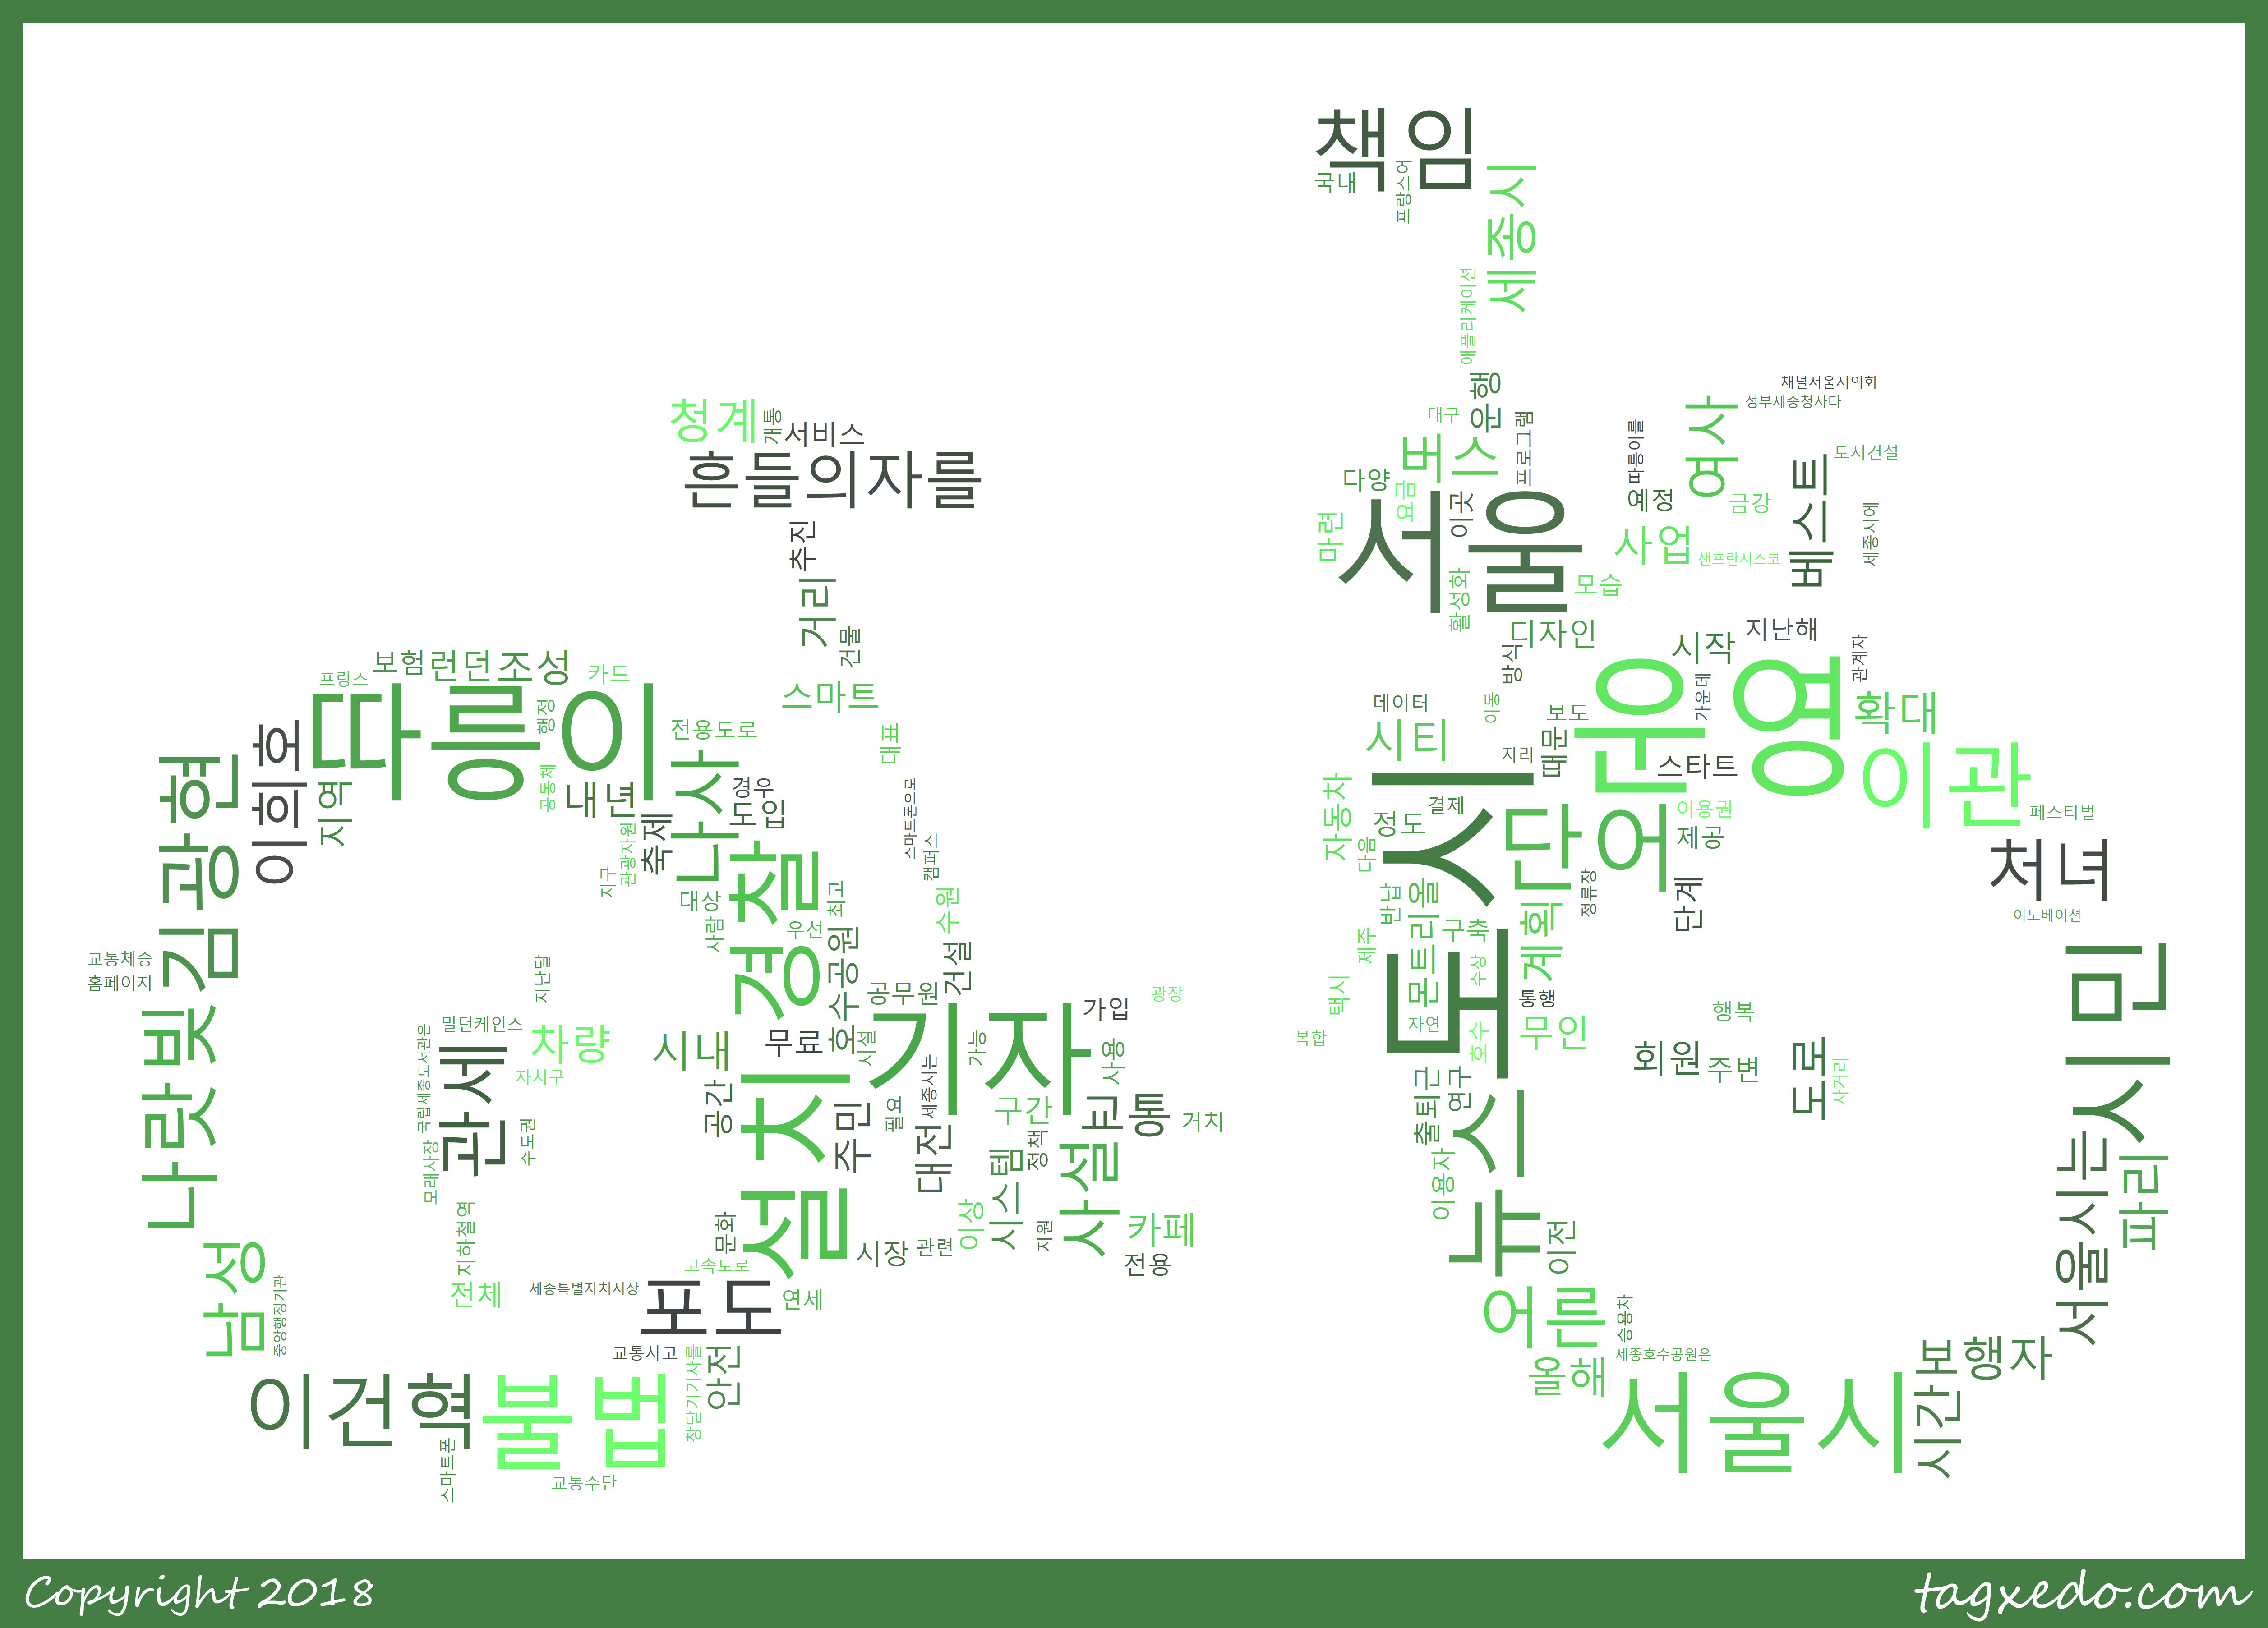 책임
국내
프랑스어
세종시
애플리케이션
운행
대구
버스
프로그램
다양
요금
이곳
마련
서울
활성화
모습
채널서울시의회
정부세종청사다
여사
따릉이를
예정
금강
도시건설
베스트
세종시에
사업
샌프란시스코
청계
개통
서비스
흔들의자를
추진
거리
건물
스마트
디자인
방식
시작
지난해
관계자
보험
런던
조성
카드
프랑스
따릉이
행정
전용도로
대표
데이터
이동
보도
가운데
운영
확대
시티
자리
때문
스타트
이관
이희호
지역
공동체
내년
나사
경우
도입
축제
관광자원
지구
스마트폰으로
캠퍼스
김광현
경찰
대상
사람
우선
최고
수원
도시
자동차
정도
결제
다음
단어
이용권
제공
정류장
단계
페스티벌
처녀
이노베이션
반납
몬트리올
구축
제주
계획
수상
택시
자연
호수
통행
무인
복합
행복
회원
주변
도로
사거리
시민
교통체증
홈페이지
나랏빚
지난달
밀턴케인스
차량
자치구
국립세종도서관은
관세
수도권
모래사장
지하철역
시내
무료
호수공원
공무원
건설
기자
시설
가능
가입
광장
사용
공간
설치
주민
필요
세종시는
대전
구간
정책
보통
거치
시스템
이상
지원
사설
카페
전용
문화
시장
관련
고속도로
출퇴근
연구
이용자
뉴스
이전
서울시는
파리
남성
중앙행정기관
전체
세종특별자치시장
포도
연세
교통사고
창닫기기사를
안전
어른
승용차
세종호수공원은
올해
보행자
이건혁
불법
스마트폰
교통수단
서울시
시간
Copyright 2018
tagxedo.com